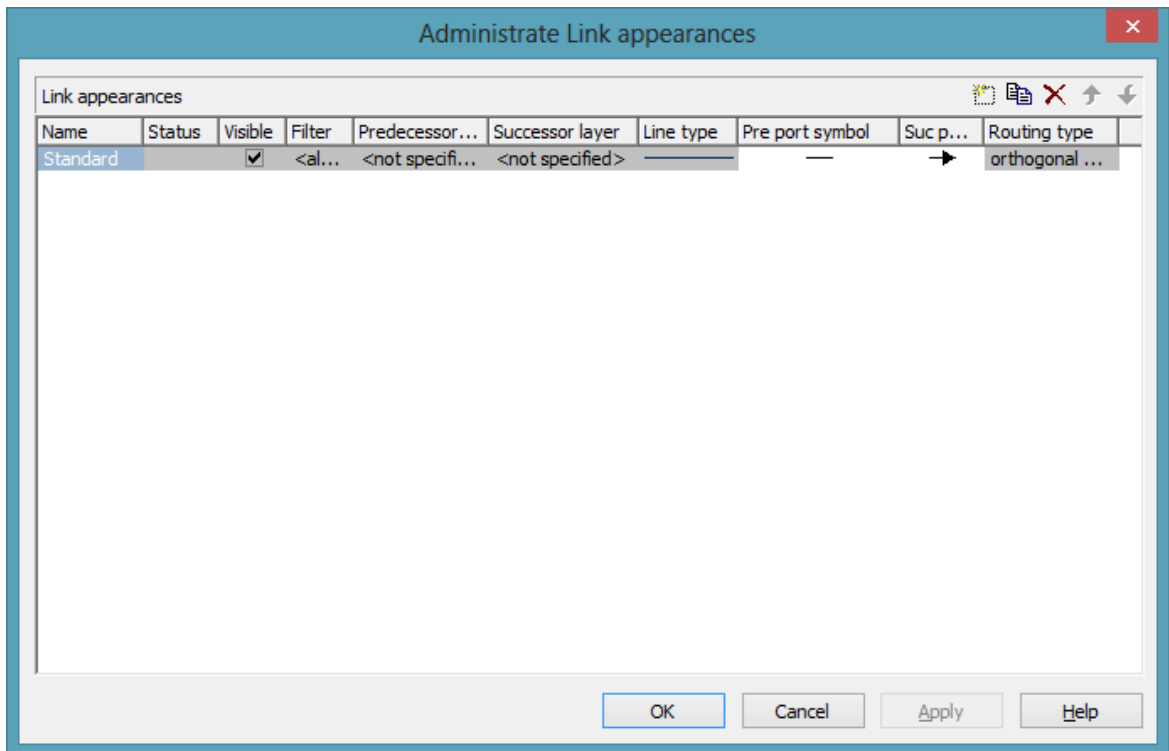 Administrate Link appearances
Link appearances
Name Status Visible Filter Predecessor... Successor layer Line type Pre port symbol Suc p... Routing type
Standard <al... <not specifi... <not specified> orthogonal ...
OK Cancel Apply Help